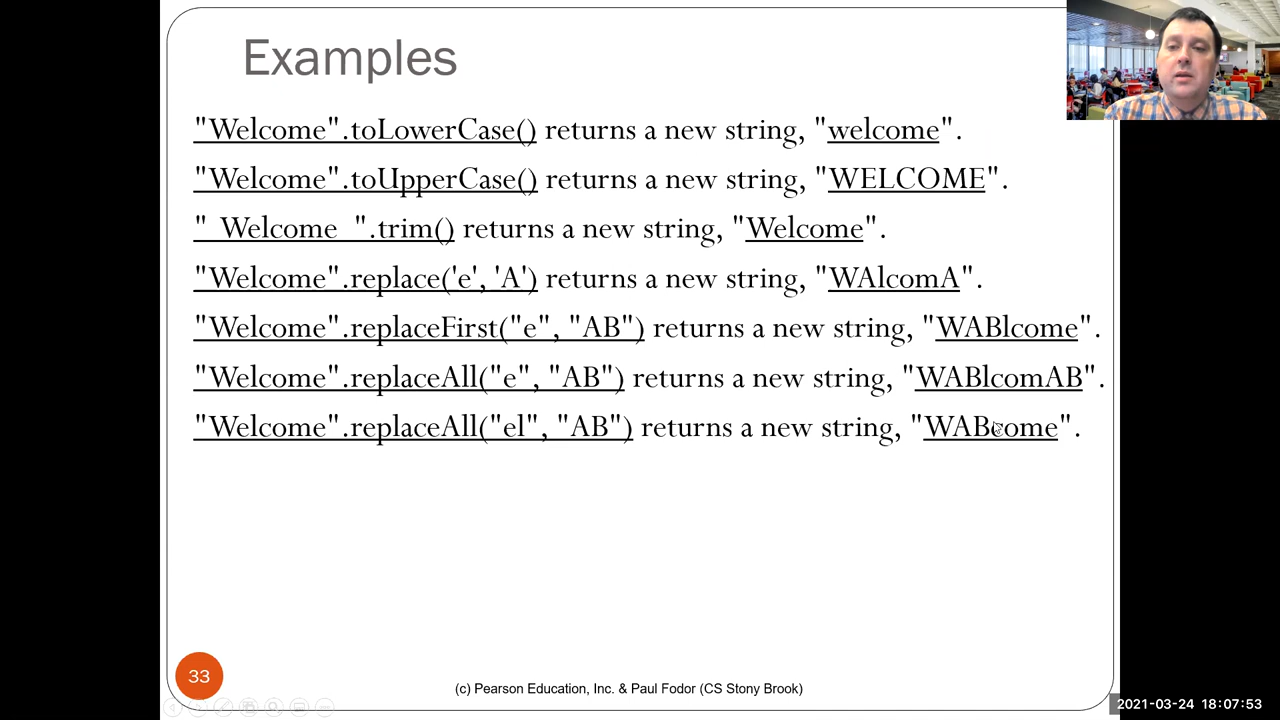 Examples
"Welcome".toLowerCase() returns a new string, "welcome".
"Welcome".toUpperCase() returns a new string, "WELCOME".
"  Welcome  ".trim() returns a new string, "Welcome".
"Welcome".replace('e', 'A') returns a new string, "WAlcomA".
"Welcome".replaceFirst("e", "AB") returns a new string, "WABlcome".
"Welcome".replaceAll("e", "AB") returns a new string, "WABlcomAB".
"Welcome".replaceAll("el", "AB") returns a new string, "WABcome".
33
(c) Pearson Education, Inc. & Paul Fodor (CS Stony Brook)
2021-03-24 18:07:53